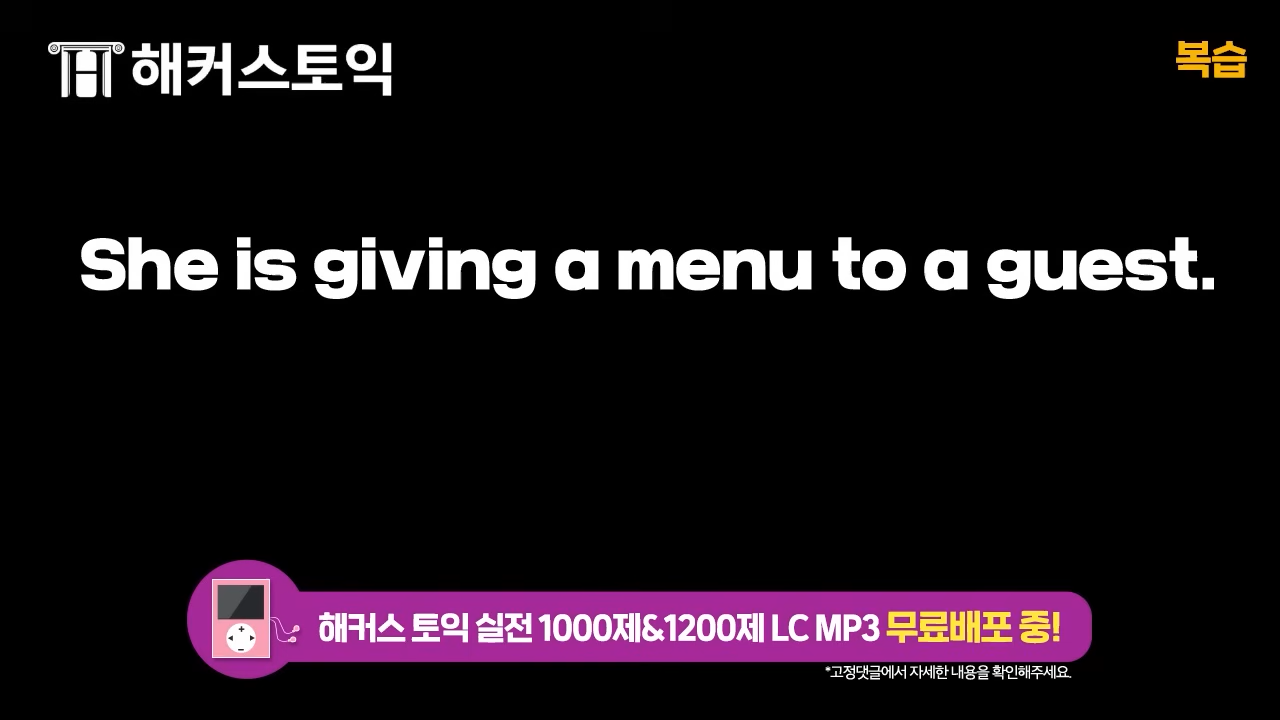 해커스토익
복습
She is giving a menu to a guest.
해커스 토익 실전 1000제&1200제 LC MP3 무료배포 중!
*고정댓글에서 자세한 내용을 확인해주세요.